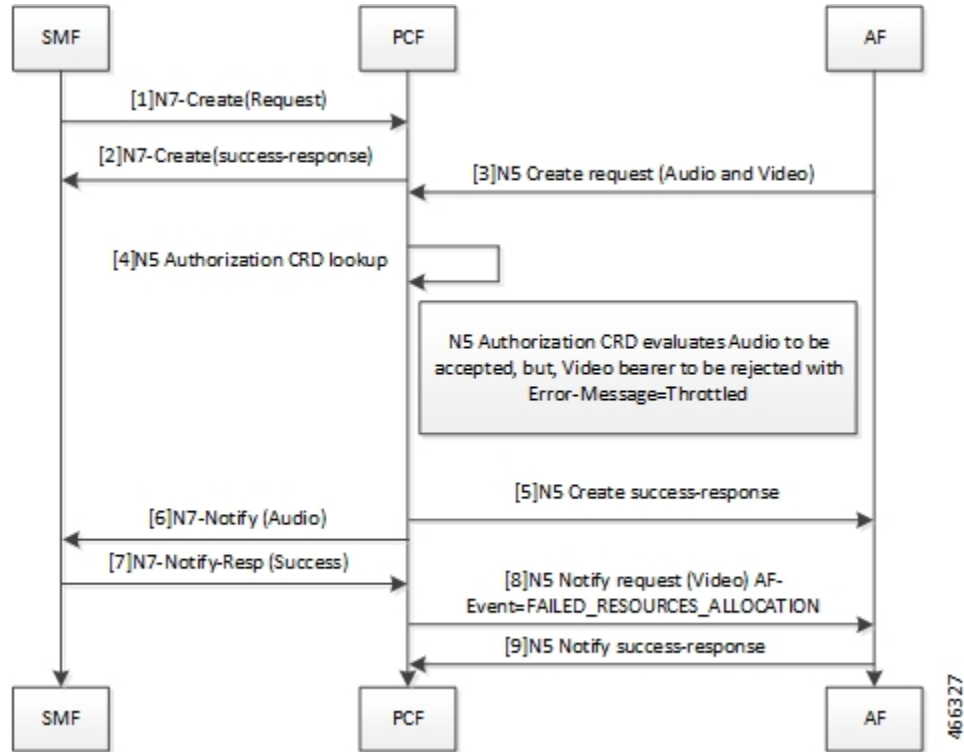 SMF
PCF
AF
[1]N7-Create(Request)
[2]N7-Create(success-response)
[3]N5 Create request (Audio and Video)
[4]N5 Authorization CRD lookup
N5 Authorization CRD evaluates Audio to be
accepted, but, Video bearer to be rejected with
Error-Message=Throttled
[5]N5 Create success-response
[6]N7-Notify (Audio)
[7]N7-Notify-Resp (Success)
[8]N5 Notify request (Video) AF-
Event=FAILED_RESOURCES_ALLOCATION
[9]N5 Notify success-response
SMF
PCF
AF
466327